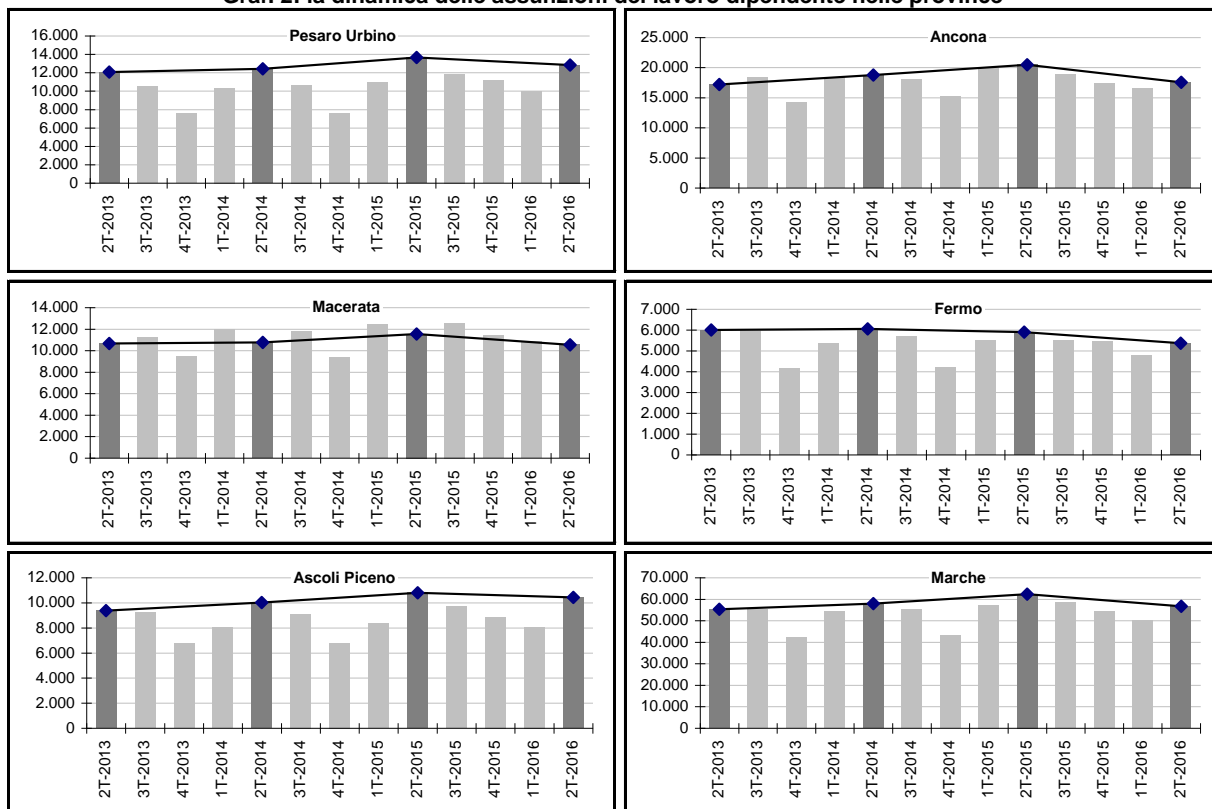 Graf. 2: la dinamica delle assunzioni del lavoro dipendente nelle province
Pesaro Urbino
16.000
14.000
12.000
10.000
8.000
6.000
4.000
2.000
0
2T-2013
3T-2013
4T-2013
1T-2014
2T-2014
3T-2014
4T-2014
1T-2015
2T-2015
3T-2015
4T-2015
1T-2016
2T-2016
Ancona
25.000
20.000
15.000
10.000
5.000
0
2T-2013
3T-2013
4T-2013
1T-2014
2T-2014
3T-2014
4T-2014
1T-2015
2T-2015
3T-2015
4T-2015
1T-2016
2T-2016
Macerata
14.000
12.000
10.000
8.000
6.000
4.000
2.000
0
2T-2013
3T-2013
4T-2013
1T-2014
2T-2014
3T-2014
4T-2014
1T-2015
2T-2015
3T-2015
4T-2015
1T-2016
2T-2016
Fermo
7.000
6.000
5.000
4.000
3.000
2.000
1.000
0
2T-2013
3T-2013
4T-2013
1T-2014
2T-2014
3T-2014
4T-2014
1T-2015
2T-2015
3T-2015
4T-2015
1T-2016
2T-2016
Ascoli Piceno
12.000
10.000
8.000
6.000
4.000
2.000
0
2T-2013
3T-2013
4T-2013
1T-2014
2T-2014
3T-2014
4T-2014
1T-2015
2T-2015
3T-2015
4T-2015
1T-2016
2T-2016
Marche
70.000
60.000
50.000
40.000
30.000
20.000
10.000
0
2T-2013
3T-2013
4T-2013
1T-2014
2T-2014
3T-2014
4T-2014
1T-2015
2T-2015
3T-2015
4T-2015
1T-2016
2T-2016